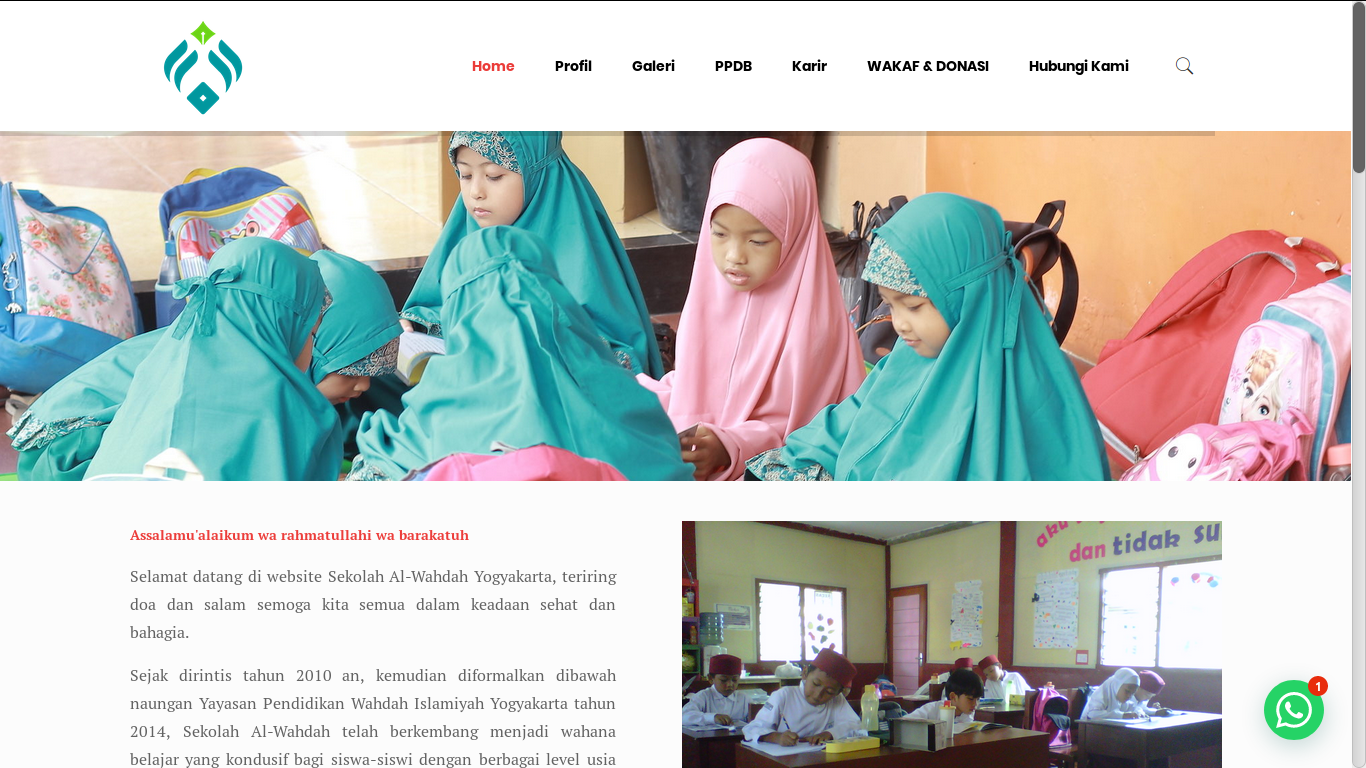 Home Profil Galeri PPDB Karir WAKAF & DONASI Hubungi Kami
Assalamu'alaikum wa rahmatullahi wa barakatuh
Selamat datang di website Sekolah Al-Wahdah Yogyakarta, teriring
doa dan salam semoga kita semua dalam keadaan sehat dan
bahagia.
Sejak dirintis tahun 2010 an, kemudian diformalkan dibawah
naungan Yayasan Pendidikan Wahdah Islamiyah Yogyakarta tahun
2014, Sekolah Al-Wahdah telah berkembang menjadi wahana
belajar yang kondusif bagi siswa-siswi dengan berbagai level usia
aku
dan tidak su
1